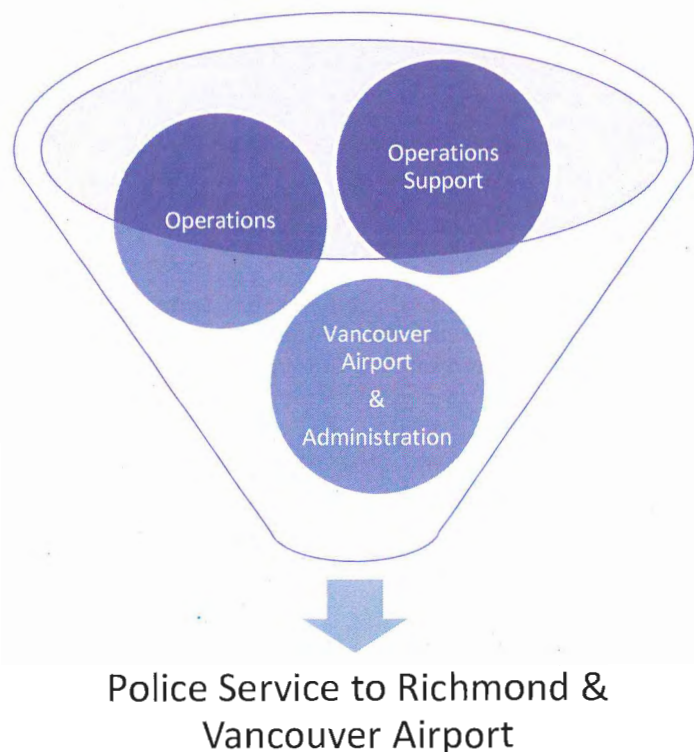 Operations
Support
Operations
Vancouver
Airport
&
Administration
Police Service to Richmond &
Vancouver Airport